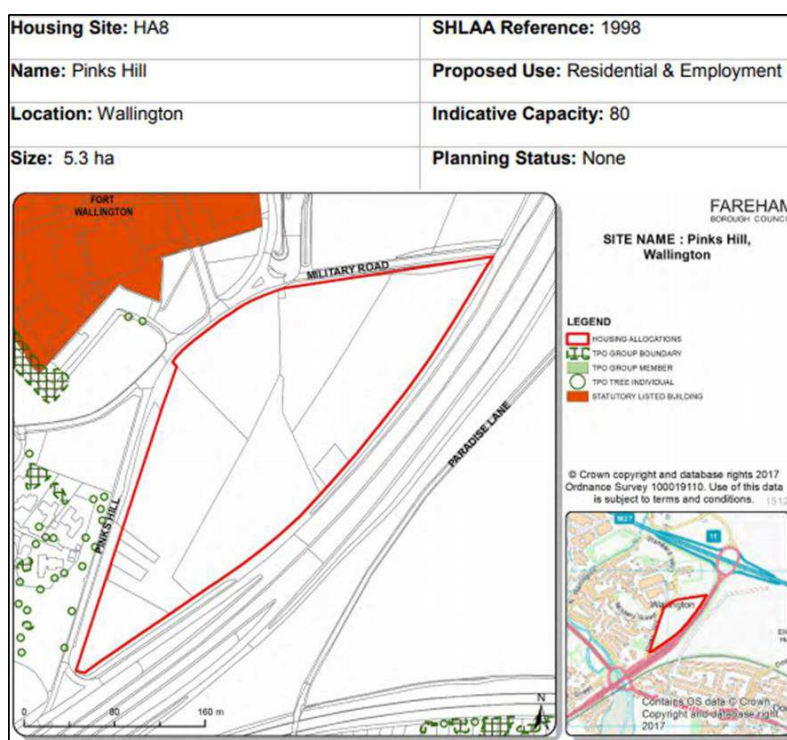 Housing Site: HA8
SHLAA Reference: 1998
Name: Pinks Hill
Proposed Use: Residential & Employment
Location: Wallington
Indicative Capacity: 80
Size: 5.3 ha
Planning Status: None
FORT
WALLINGTON
MILITARY ROAD
PARADISE LANE
PINKS HILL
0 80 160 m
N
FAREHAM
BOROUGH COUNCIL
SITE NAME : Pinks Hill,
Wallington
LEGEND
HOUSING ALLOCATIONS
TPO GROUP BOUNDARY
TPO GROUP MEMBER
TPO TREE INDIVIDUAL
STATUTORY LISTED BUILDING
© Crown copyright and database rights 2017
Ordnance Survey 100019110. Use of this data
is subject to terms and conditions.
M27
11
Wallington
Contains OS data © Crown
Copyright and database right
2017